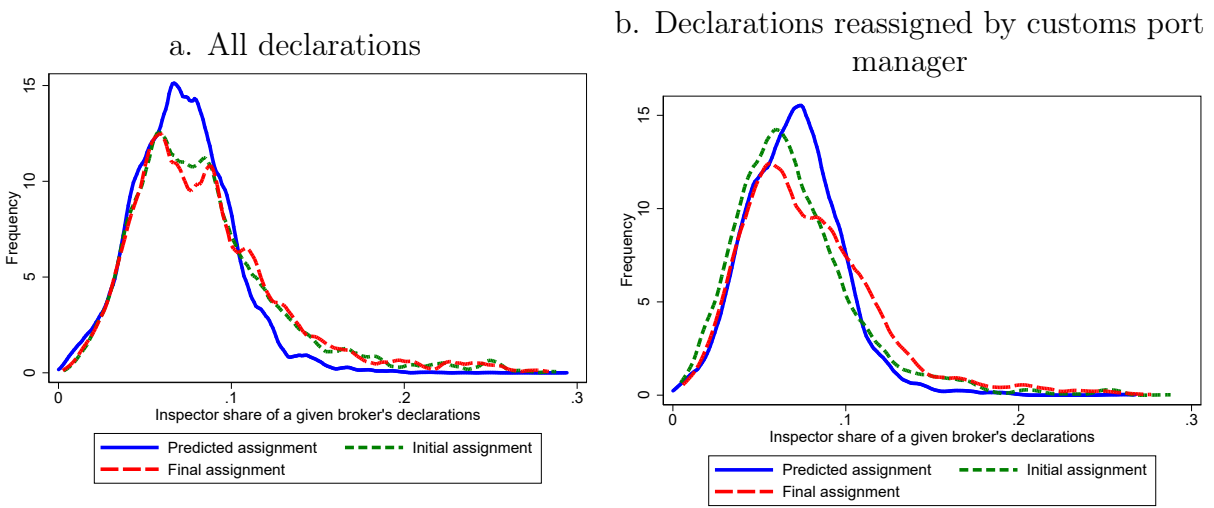 a. All declarations
15
10
5
0
Frequency
0 .1 .2 .3
Inspector share of a given broker's declarations
Predicted assignment Initial assignment
Final assignment
b. Declarations reassigned by customs port
manager
15
10
5
0
Frequency
0 .1 .2 .3
Inspector share of a given broker's declarations
Predicted assignment Initial assignment
Final assignment